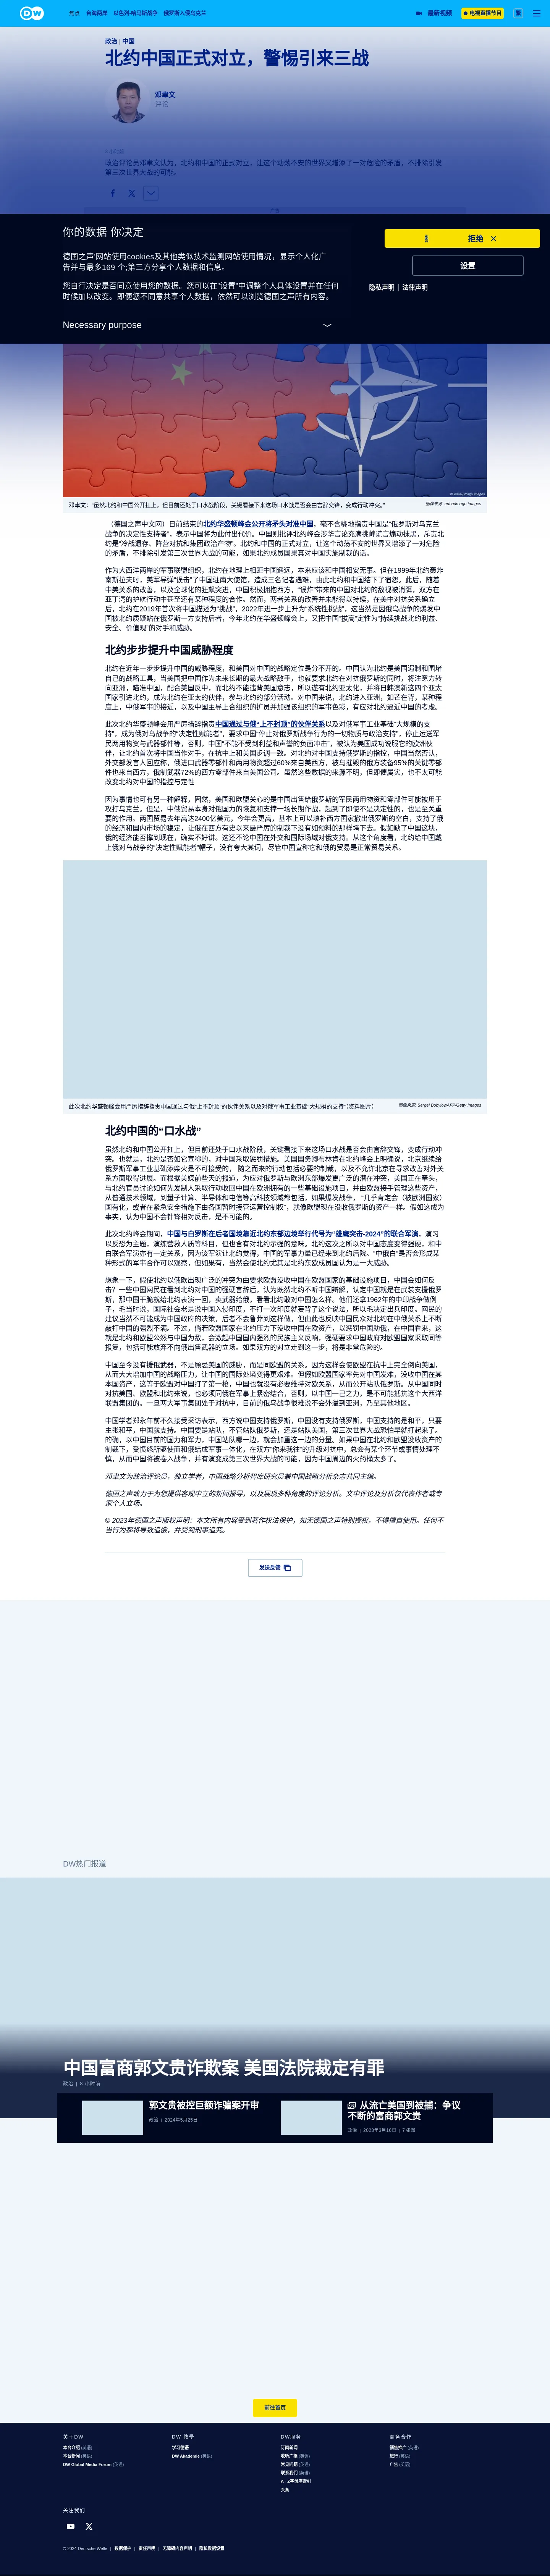 DW
焦点 台海两岸 以色列-哈马斯战争 俄罗斯入侵乌克兰
最新视频 电视直播节目 繁
政治 | 中国
北约中国正式对立，警惕引来三战
邓聿文
评论
政治评论员邓聿文认为，北约和中国的正式对立，让这个动荡不安的世界又增添了一对危险的矛盾，不排除引发
第三次世界大战的可能。
广告
你的数据 你决定
德国之声网站使用cookies及其他类似技术监测网站使用情况，显示个人化广
告并与最多169 个;第三方分享个人数据和信息。
您自行决定是否同意使用您的数据。您可以在“设置”中调整个人具体设置并在任何
时候加以改变。即使不同意共享个人数据，依然可以浏览德国之声所有内容。
拒绝
设置
隐私声明 | 法律声明
Necessary purpose
邓聿文：“虽然北约和中国公开杠上，但目前还处于口水战阶段，关键看接下来这场口水战是否会由言辞交锋，变成行动冲突。”
图像来源: edna/Imago-Images
（德国之声中文网）日前结束的北约华盛顿峰会公开将矛头对准中国，毫不含糊地指责中国是“俄罗斯对乌克兰
战争的决定性支持者”，表示中国将为此付出代价。中国则批评北约峰会涉华言论充满挑衅谎言煽动抹黑，斥责北
约是“冷战遗存、阵营对抗和集团政治产物”。北约和中国的正式对立，让这个动荡不安的世界又增添了一对危险
的矛盾，不排除引发第三次世界大战的可能，如果北约成员国果真对中国实施制裁的话。
作为大西洋两岸的军事联盟组织，北约在地理上相距中国遥远，本来应该和中国相安无事。但在1999年北约轰炸
南斯拉夫时，美军导弹“误击”了中国驻南大使馆，造成三名记者遇难，由此北约和中国结下了宿怨。此后，随着
中美关系的改善，以及全球化的狂飙突进，中国积极拥抱西方，“误炸”带来的中国对北约的敌视被消弭，双方在
亚丁湾的护航行动中甚至还有某种程度的合作。然而，两者关系的改善并未能得以持续，在美中对抗关系确立
后，北约在2019年首次将中国描述为“挑战”，2022年进一步上升为“系统性挑战”，这当然是因俄乌战争的爆发中
国被北约质疑站在俄罗斯一方支持后者，今年北约在华盛顿峰会上，又把中国“拔高”定性为“持续挑战北约利益、
安全、价值观”的对手和威胁。
北约步步提升中国威胁程度
北约在近年一步步提升中国的威胁程度，和美国对中国的战略定位是分不开的。中国认为北约是美国遏制和围堵
自己的战略工具，当美国把中国作为未来长期的最大战略敌手，也就要求北约在对抗俄罗斯的同时，将注意力转
向亚洲，瞄准中国，配合美国反中，而北约不能违背美国意志，所以遂有北约亚太化，并将日韩澳新这四个亚太
国家引进北约，成为北约在亚太的伙伴，参与北约的部分活动。对中国来说，北约进入亚洲，如芒在背，某种程
度上，中俄军事的接近，以及中国主导上合组织的扩员并加强该组织的军事色彩，有应对北约逼近中国的考虑。
此次北约华盛顿峰会用严厉措辞指责中国通过与俄“上不封顶”的伙伴关系以及对俄军事工业基础“大规模的支
持”，成为俄对乌战争的“决定性赋能者”，要求中国“停止对俄罗斯战争行为的一切物质与政治支持”，停止运送军
民两用物资与武器部件等，否则，中国“不能不受到利益和声誉的负面冲击”，被认为美国成功说服它的欧洲伙
伴，让北约首次将中国当作对手，在抗中上和美国步调一致。对北约对中国支持俄罗斯的指控，中国当然否认，
外交部发言人回应称，俄进口武器零部件和两用物资超过60%来自美西方，被乌摧毁的俄方装备95%的关键零部
件也来自西方，俄制武器72%的西方零部件来自美国公司。虽然这些数据的来源不明，但即便属实，也不太可能
改变北约对中国的指控与定性
因为事情也可有另一种解释，固然，美国和欧盟关心的是中国出售给俄罗斯的军民两用物资和零部件可能被用于
攻打乌克兰。但是，中俄贸易本身对俄国力的恢复和支撑一场长期战争作用，起到了即使不是决定性的，也是至关重
要的作用。两国贸易去年高达2400亿美元，今年会更高，基本上可以填补西方国家撤出俄罗斯的空白，支持了俄
的经济和国内市场的稳定，让俄在西方有史以来最严厉的制裁下没有如预料的那样垮下去。假如缺了中国这块，
俄的经济能否撑到现在，确实不好讲。这还不论中国在外交和国际场域对俄支持。从这个角度看，北约给中国戴
上俄对乌战争的“决定性赋能者”帽子，没有夸大其词，尽管中国宣称它和俄的贸易是正常贸易关系。
此次北约华盛顿峰会用严厉措辞指责中国通过与俄“上不封顶”的伙伴关系以及对俄军事工业基础“大规模的支持”（资料图片）
图像来源: Sergei Bobylov/AFP/Getty Images
北约中国的“口水战”
虽然北约和中国公开杠上，但目前还处于口水战阶段，关键看接下来这场口水战是否会由言辞交锋，变成行动冲
突。也就是，北约是否如它宣称的，对中国采取惩罚措施。美国国务卿布林肯在北约峰会上明确说，北京继续给
俄罗斯军事工业基础添柴火是不可接受的， 随之而来的行动包括必要的制裁，以及不允许北京在寻求改善对外关
系方面取得进展。而根据美媒前些天的报道，为应对俄罗斯与欧洲东部爆发更广泛的潜在冲突，美国正在牵头，
与北约官员讨论如何先发制人采取行动收回中国在欧洲拥有的一些基础设施项目，并由欧盟接手管理这些资产，
从普通技术领域，到量子计算、半导体和电信等高科技领域都包括，如果爆发战争，“几乎肯定会（被欧洲国家）
国有化，或者在紧急安全措施下由各国暂时接管运营控制权”，就像欧盟现在没收俄罗斯的资产一样。假如这成为
事实，认为中国不会针锋相对反击，是不可能的。
此次北约峰会期间，中国与白罗斯在后者国境靠近北约东部边境举行代号为“雄鹰突击-2024”的联合军演，演习
以反恐为主题，演练营救人质等科目，但也含有对北约示强的意味。北约这次之所以对中国态度变得强硬，和中
白联合军演亦有一定关系，因为该军演让北约觉得，中国的军事力量已经来到北约后院。“中俄白”是否会形成某
种形式的军事合作可以观察，但如果有，当然会使北约尤其是北约东欧成员国认为是一大威胁。
想象一下，假使北约以俄欧出现广泛的冲突为由要求欧盟没收中国在欧盟国家的基础设施项目，中国会如何反
击？一些中国网民在看到北约对中国的强硬言辞后，认为既然北约不听中国辩解，认定中国就是在武装支援俄罗
斯，那中国干脆就给北约表演一回，卖武器给俄，看看北约敢对中国怎么样。他们还拿1962年的中印战争做例
子，毛当时说，国际社会老是说中国人侵印度，不打一次印度就妄背了这个说法，所以毛决定出兵印度。网民的
建议当然不可能成为中国政府的决策，后者不会鲁莽到这样做，但由此也反映中国民众对北约在中俄关系上不断
敲打中国的强烈不满。不过，倘若欧盟国家在北约压力下没收中国在欧资产，以惩罚中国助俄，在中国看来，这
就是北约和欧盟公然与中国为敌，会激起中国国内强烈的民族主义反响，强硬要求中国政府对欧盟国家采取同等
报复，包括可能放弃不向俄出售武器的立场。如果双方的对立走到这一步，将是非常危险的。
中国至今没有援俄武器，不是顾忌美国的威胁，而是同欧盟的关系。因为这样会使欧盟在抗中上完全倒向美国，
从而大大增加中国的战略压力，让中国的国际处境变得更艰难。但假如欧盟国家率先对中国发难，没收中国在其
本国的资产，这等于欧盟对中国打了第一枪，中国就觉得没有必要维持对欧关系，从而公开站队俄罗斯。从中国同时
对抗美国、欧盟和北约来说，也必须同俄在军事上紧密结合，否则，以中国一己之力，是不可能抵抗这个大西洋
联盟集团的。一旦两大军事集团处于对抗中，目前的俄乌战争很难说不会外溢到亚洲，乃至其他地区。
中国学者郑永年前不久接受采访表示，西方说中国支持俄罗斯，中国没有支持俄罗斯。中国支持的是和平，只要
主张和平，中国就支持。中国要是站队，不管站队俄罗斯，还是站队美国，那么第三次世界大战恐怕早就打起来了。
的确，以中国目前的国力和军力，中国站队哪一边，就会加重这一边的分量。如果中国在北约和欧盟没收资产的
制裁下，受愤怒所驱使而和俄结成军事一体化，在双方“你来我往”的升级对抗中，总会有某个环节或事情处理不
慎，从而中国将被卷入战争，并有演变成第三次世界大战的可能，因为中国周边的火药桶太多了。
邓聿文为政治评论员，独立学者，中国战略分析智库研究员兼中国战略分析杂志共同主编。
德国之声致力于为您提供客观中立的新闻报导，以及展现多种角度的评论分析。文中评论及分析仅代表作者或专
家个人立场。
© 2023年德国之声版权声明：本文所有内容受到著作权法保护，如无德国之声特别授权，不得擅自使用。任何不
当行为都将导致追偿，并受到刑事追究。
发送反馈
DW热门报道
中国富商郭文贵诈欺案 美国法院裁定有罪
政治 | 8 小时前
郭文贵被控巨额诈骗案开审
政治 | 2024年5月25日
从流亡美国到被捕：争议
不断的富商郭文贵
政治 | 2023年3月16日 | 7 张图
前往首页
关于DW
本台介绍 (英语)
本台新闻 (英语)
DW Global Media Forum (英语)
DW 教學
学习德语
DW Akademie (英语)
DW服务
订阅新闻
收听广播 (英语)
常见问题 (英语)
联系我们 (英语)
A - Z字母序索引
头条
商务合作
销售推广 (英语)
旅行 (英语)
广告 (英语)
关注我们
© 2024 Deutsche Welle | 数据保护 | 责任声明 | 无障碍内容声明 | 隐私数据设置